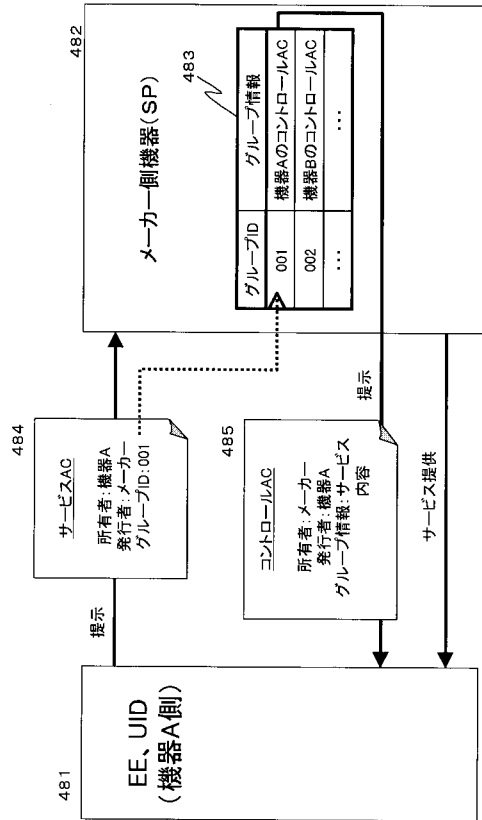 481
EE、UID
(機器A側)
提示
484
サービスAC
所有者:機器A
発行者:メーカー
グループID:001
485
コントロールAC
所有者:メーカー
発行者:機器A
グループ情報:サービス
内容
提示
サービス提供
482
メーカー側機器(SP)
483
グループID
グループ情報
001
機器AのコントロールAC
002
機器BのコントロールAC
・・・
・・・